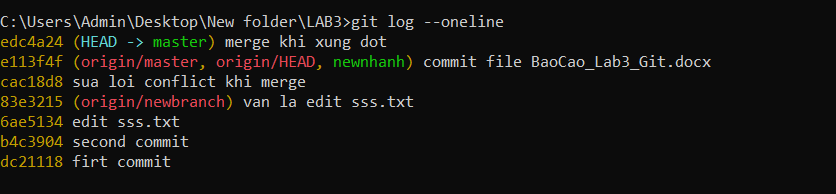 C:\Users\Admin\Desktop\New folder\LAB3>git log --oneline
edc4a24 (HEAD -> master) merge khi xung dot
e113f4f (origin/master, origin/HEAD, newnhanh) commit file BaoCao_Lab3_Git.docx
cac18d8 sua loi conflict khi merge
83e3215 (origin/newbranch) van la edit sss.txt
6ae5134 edit sss.txt
b4c3904 second commit
dc21118 firt commit